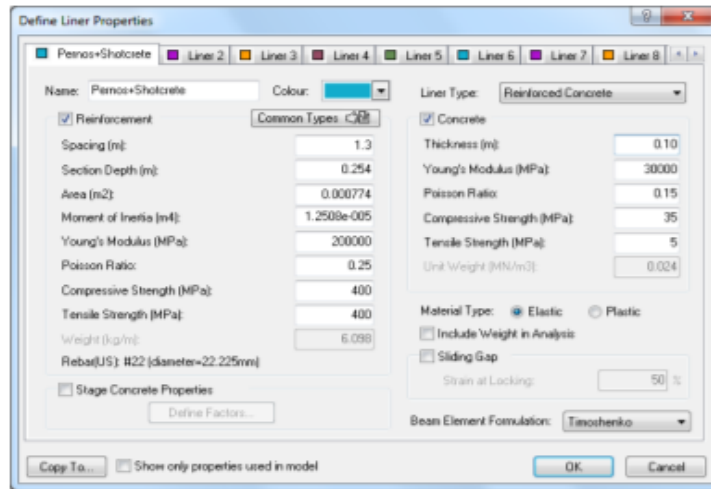 Define Liner Properties
Pernos+Shotcrete Liner 2 Liner 3 Liner 4 Liner 5 Liner 6 Liner 7 Liner 8
Name: Pernos+Shotcrete Colour: Liner Type: Reinforced Concrete
Reinforcement Common Types
Spacing (m): 1.3
Section Depth (m): 0.254
Area (m2): 0.000774
Moment of Inertia (m4): 1.2508e-005
Young's Modulus (MPa): 200000
Poisson Ratio: 0.25
Compressive Strength (MPa): 400
Tensile Strength (MPa): 400
Weight (kg/m): 6.098
Rebar(US): #22 (diameter=22.225mm)
Stage Concrete Properties
Define Factors...
Concrete
Thickness (m): 0.10
Young's Modulus (MPa): 30000
Poisson Ratio: 0.15
Compressive Strength (MPa): 35
Tensile Strength (MPa): 5
Unit Weight (MN/m3): 0.024
Material Type: Elastic Plastic
Include Weight in Analysis
Sliding Gap
Strain at Locking: 50 %
Beam Element Formulation: Timoshenko
Copy To... Show only properties used in model OK Cancel